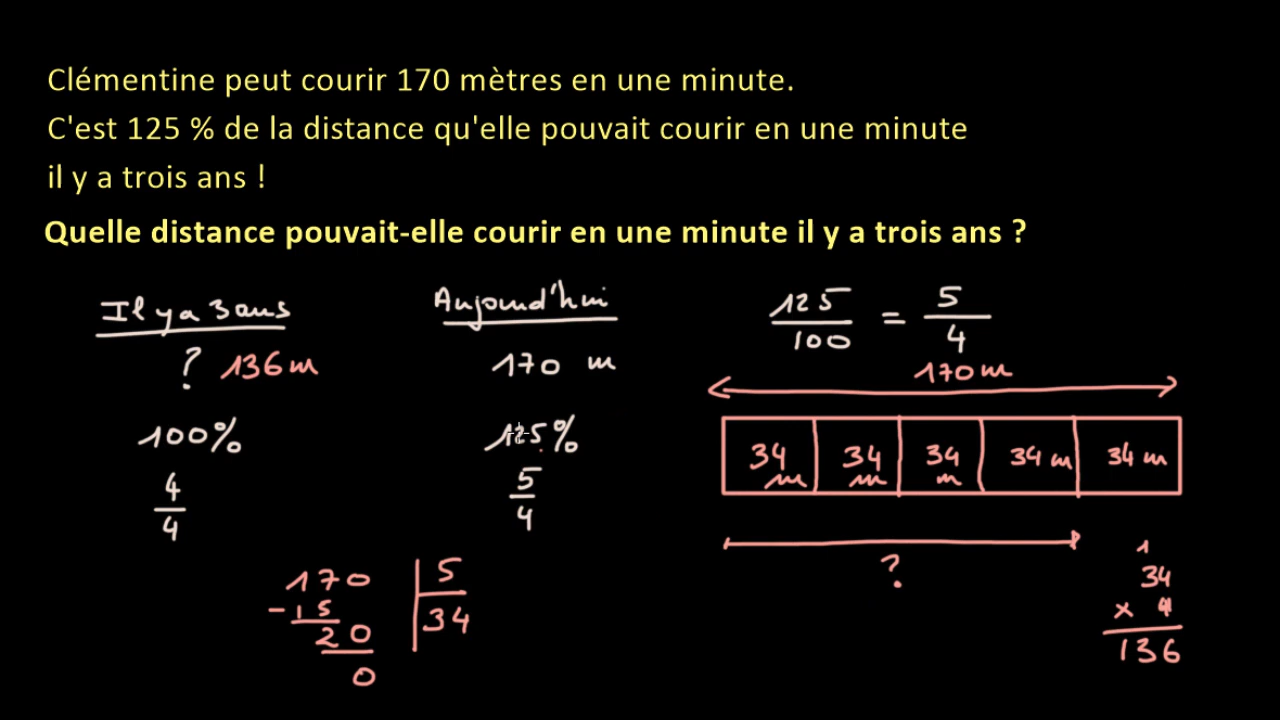 Clémentine peut courir 170 mètres en une minute.
C'est 125 % de la distance qu'elle pouvait courir en une minute
il y a trois ans !
Quelle distance pouvait-elle courir en une minute il y a trois ans ?
Il y a 3 ans
Aujourd'hui
125/100 = 5/4
? 136 m
170 m
170 m
100%
125%
34 m 34 m 34 m 34 m 34 m
4/4
5/4
?
170 | 5
- 15 | 34
20
0
1
34
x 4
136